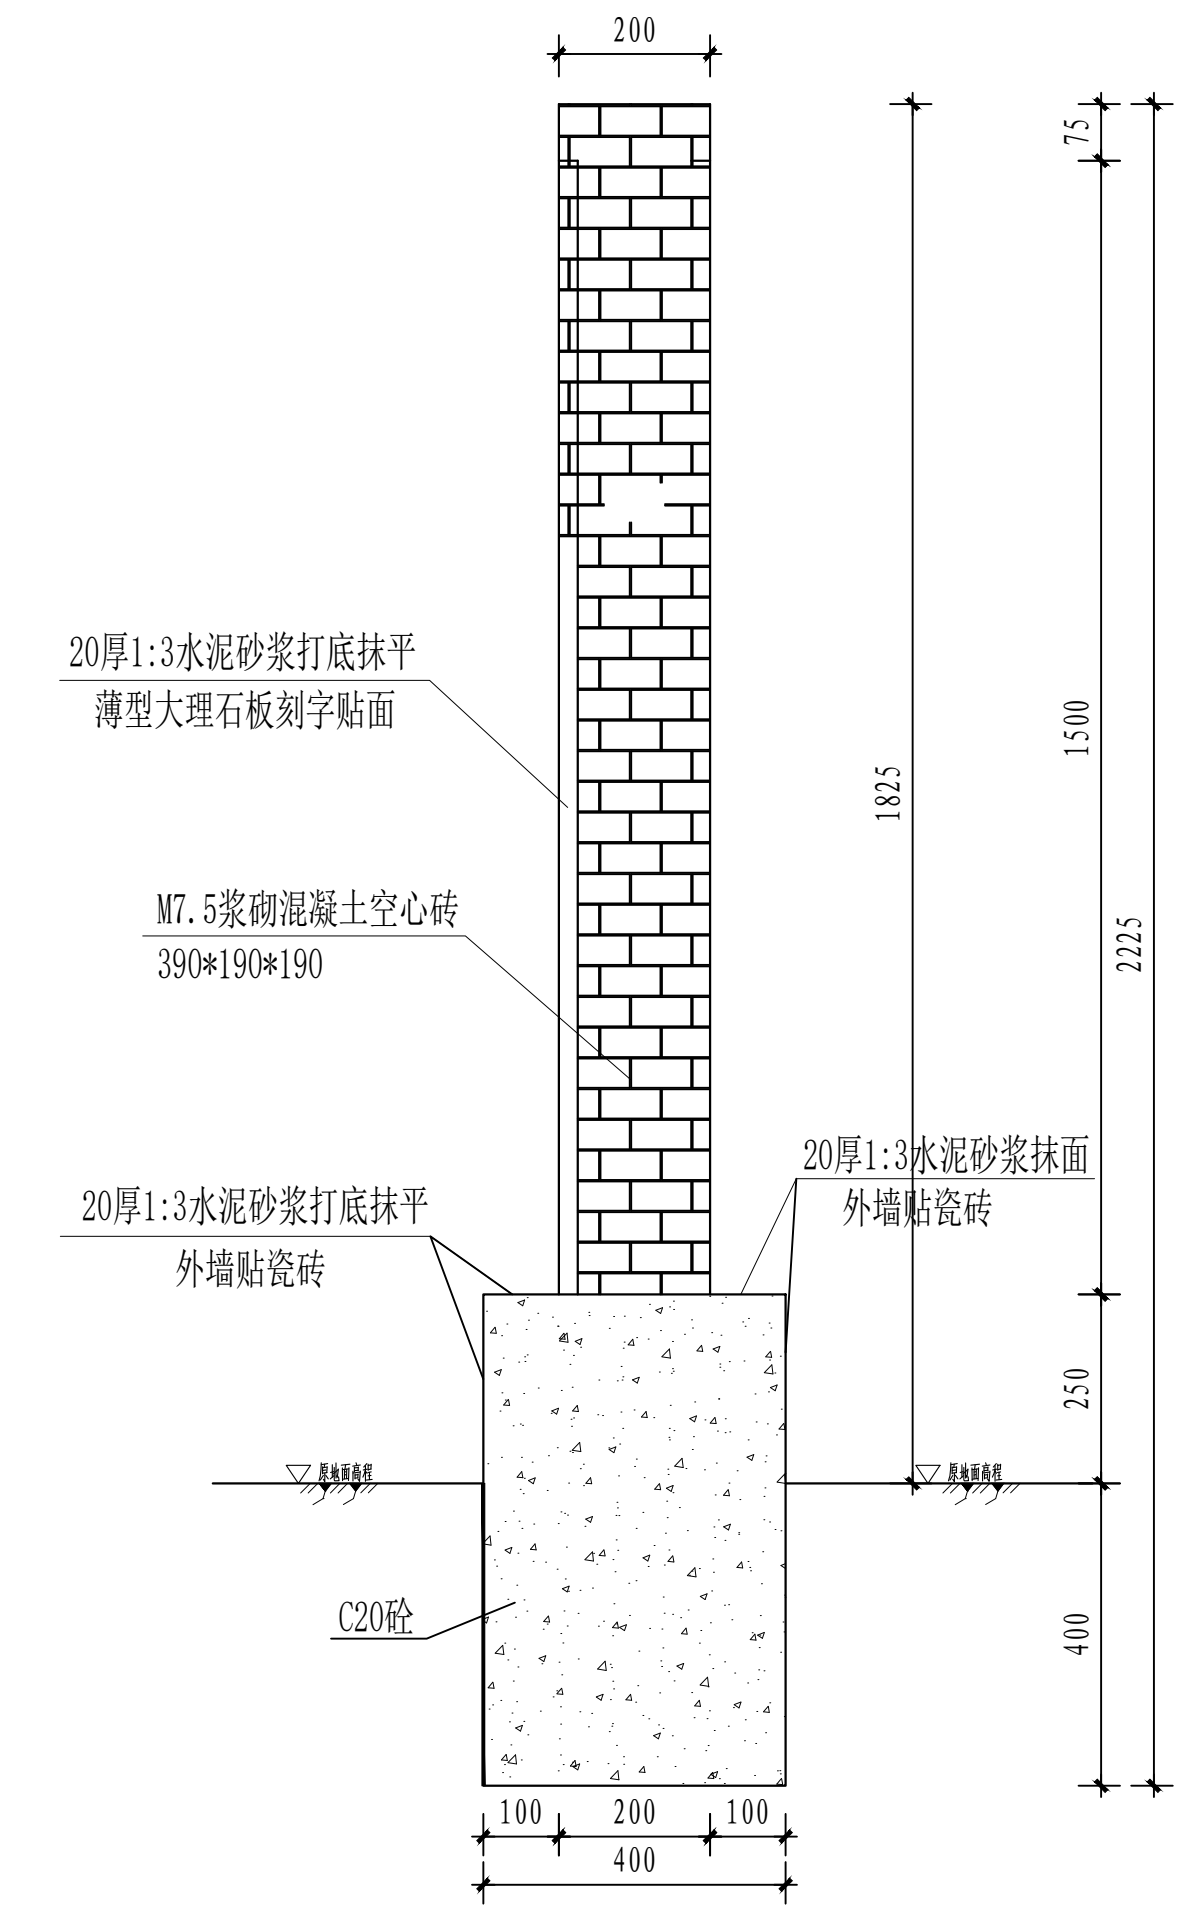 200
75
20厚1:3水泥砂浆打底抹平
薄型大理石板刻字贴面
1500
1825
M7.5浆砌混凝土空心砖
390*190*190
2225
20厚1:3水泥砂浆抹面
外墙贴瓷砖
20厚1:3水泥砂浆打底抹平
外墙贴瓷砖
250
原地面高程
原地面高程
C20砼
400
100
200
100
400